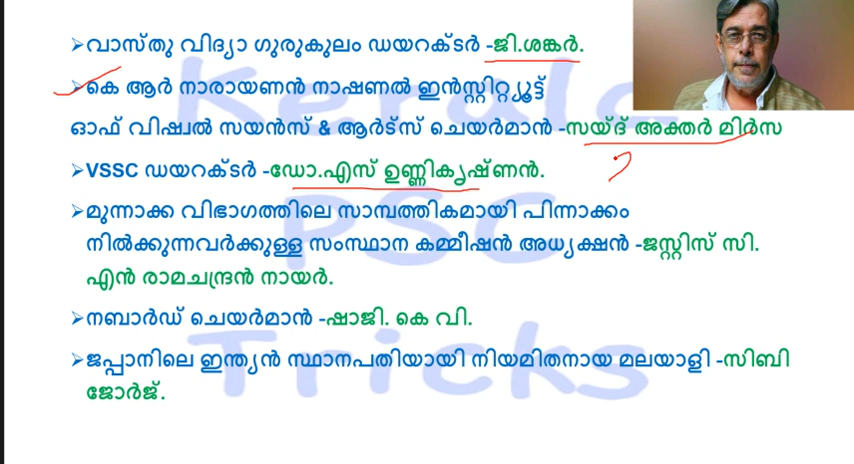 ➢വാസ്തു വിദ്യാ ഗുരുകുലം ഡയറക്ടർ -ജി.ശങ്കർ.
➢കെ ആർ നാരായണൻ നാഷണൽ ഇൻസ്റ്റിറ്റ്യൂട്ട്
ഓഫ് വിഷ്വൽ സയൻസ് & ആർട്സ് ചെയർമാൻ -സയ്ദ് അക്തർ മിർസ
➢VSSC ഡയറക്ടർ -ഡോ.എസ് ഉണ്ണികൃഷ്ണൻ.
➢മുന്നാക്ക വിഭാഗത്തിലെ സാമ്പത്തികമായി പിന്നാക്കം
നിൽക്കുന്നവർക്കുള്ള സംസ്ഥാന കമ്മീഷൻ അധ്യക്ഷൻ -ജസ്റ്റിസ് സി.
എൻ രാമചന്ദ്രൻ നായർ.
➢നബാർഡ് ചെയർമാൻ -ഷാജി. കെ വി.
➢ജപ്പാനിലെ ഇന്ത്യൻ സ്ഥാനപതിയായി നിയമിതനായ മലയാളി -സിബി
ജോർജ്.
Kerala
PSC
Tricks